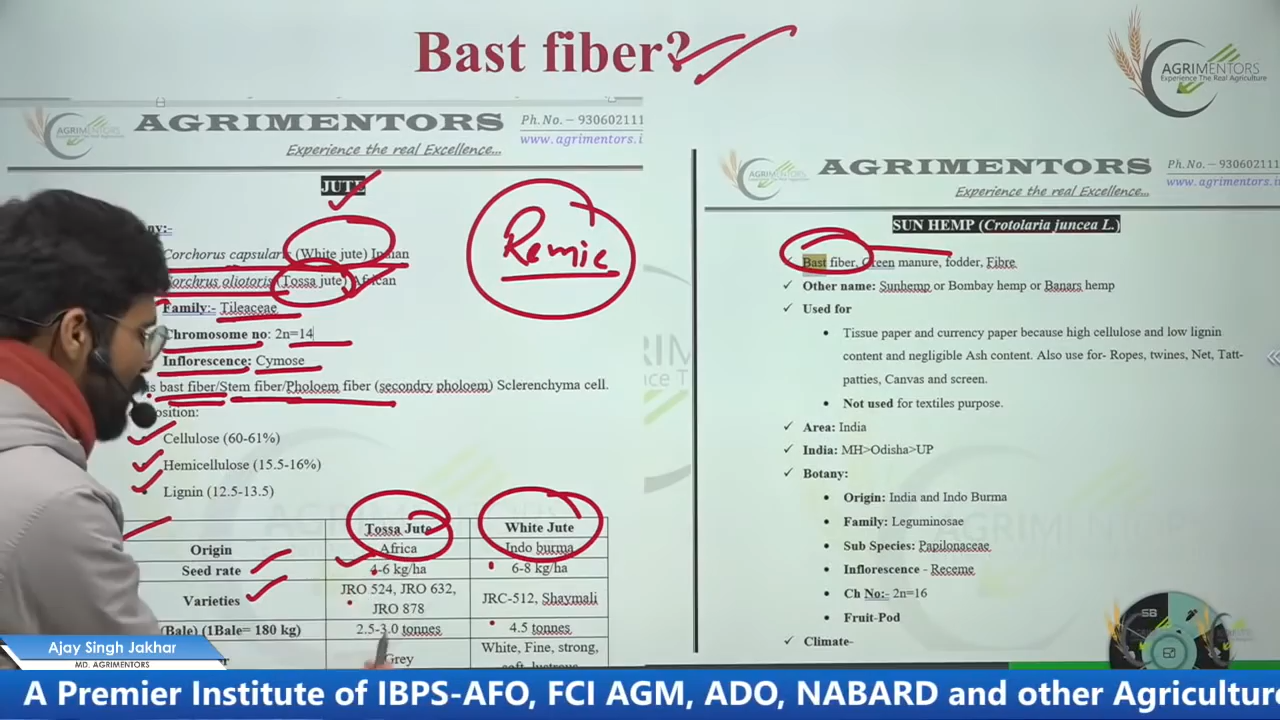 Bast fiber?
AGRIMENTORS
Experience The Real Agriculture
AGRIMENTORS
AGRIMENTORS
Ph.No.– 930602111
www.agrimentors.i
Experience the real Excellence...
JUTE
ny:-
Corchorus capsularis (White jute) Indian
Corchrus oliotoris (Tossa jute) African
Family:- Tileaceae
Chromosome no: 2n=14
Inflorescence: Cymose
is bast fiber/Stem fiber/Pholoem fiber (secondry pholoem) Sclerenchyma cell.
osition:
Cellulose (60-61%)
Hemicellulose (15.5-16%)
Lignin (12.5-13.5)
Tossa Jute White Jute
Origin Africa Indo burma
Seed rate 4-6 kg/ha 6-8 kg/ha
Varieties JRO 524, JRO 632, JRO 878 JRC-512, Shaymali
(Bale) (1Bale= 180 kg) 2.5-3.0 tonnes 4.5 tonnes
Grey White, Fine, strong,
Remie
AGRIMENTORS
AGRIMENTORS
Ph.No.– 930602111
www.agrimentors.i
Experience the real Excellence...
SUN HEMP (Crotolaria juncea L.)
Bast fiber, Green manure, fodder, Fibre
Other name: Sunhemp or Bombay hemp or Banars hemp
Used for
Tissue paper and currency paper because high cellulose and low lignin
content and negligible Ash content. Also use for- Ropes, twines, Net, Tatt-
patties, Canvas and screen.
Not used for textiles purpose.
Area: India
India: MH>Odisha>UP
Botany:
Origin: India and Indo Burma
Family: Leguminosae
Sub Species: Papilonaceae
Inflorescence - Receme
Ch No:- 2n=16
Fruit-Pod
Climate-
Ajay Singh Jakhar
MD. AGRIMENTORS
A Premier Institute of IBPS-AFO, FCI AGM, ADO, NABARD and other Agriculture